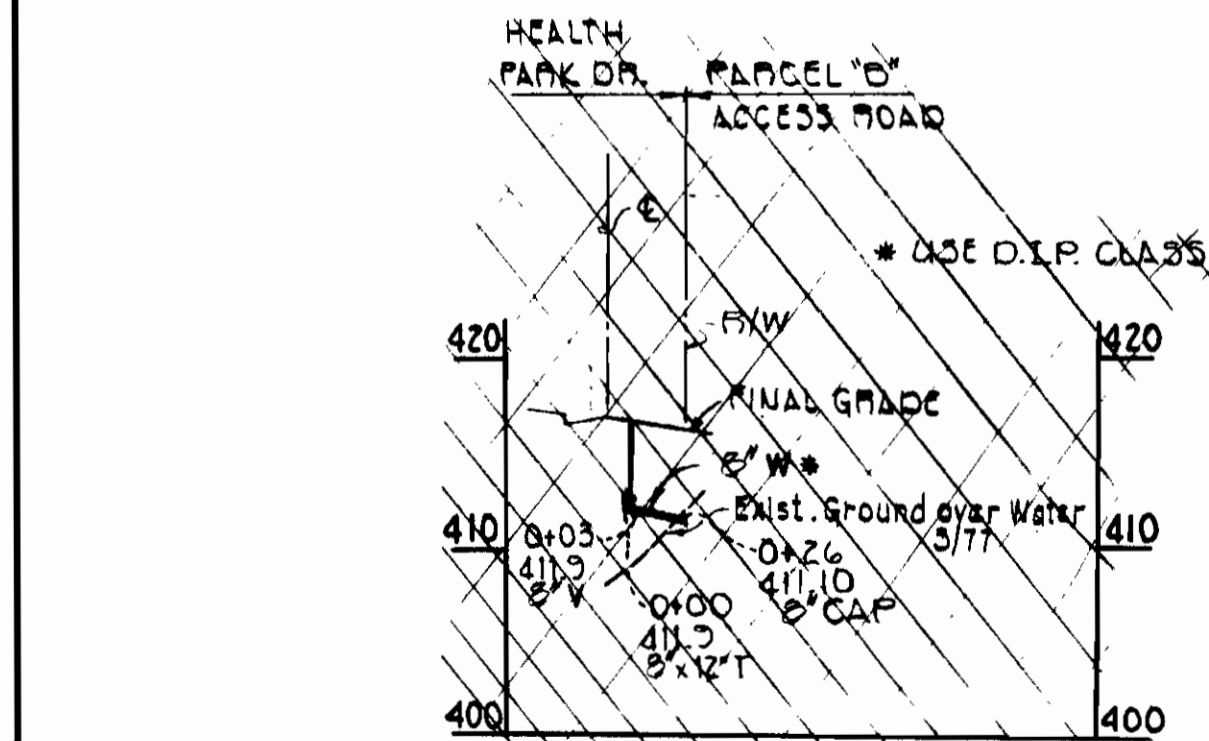 HEALTH
PARK DR.
PARCEL "B"
ACCESS ROAD
℄
* USE D.I.P. CLASS
R/W
420
420
FINAL GRADE
8" W *
Exist. Ground over Water
3/77
410
410
0+03
411.9
8" V
0+26
411.10
8" CAP
0+00
411.9
8" x 12" T
400
400